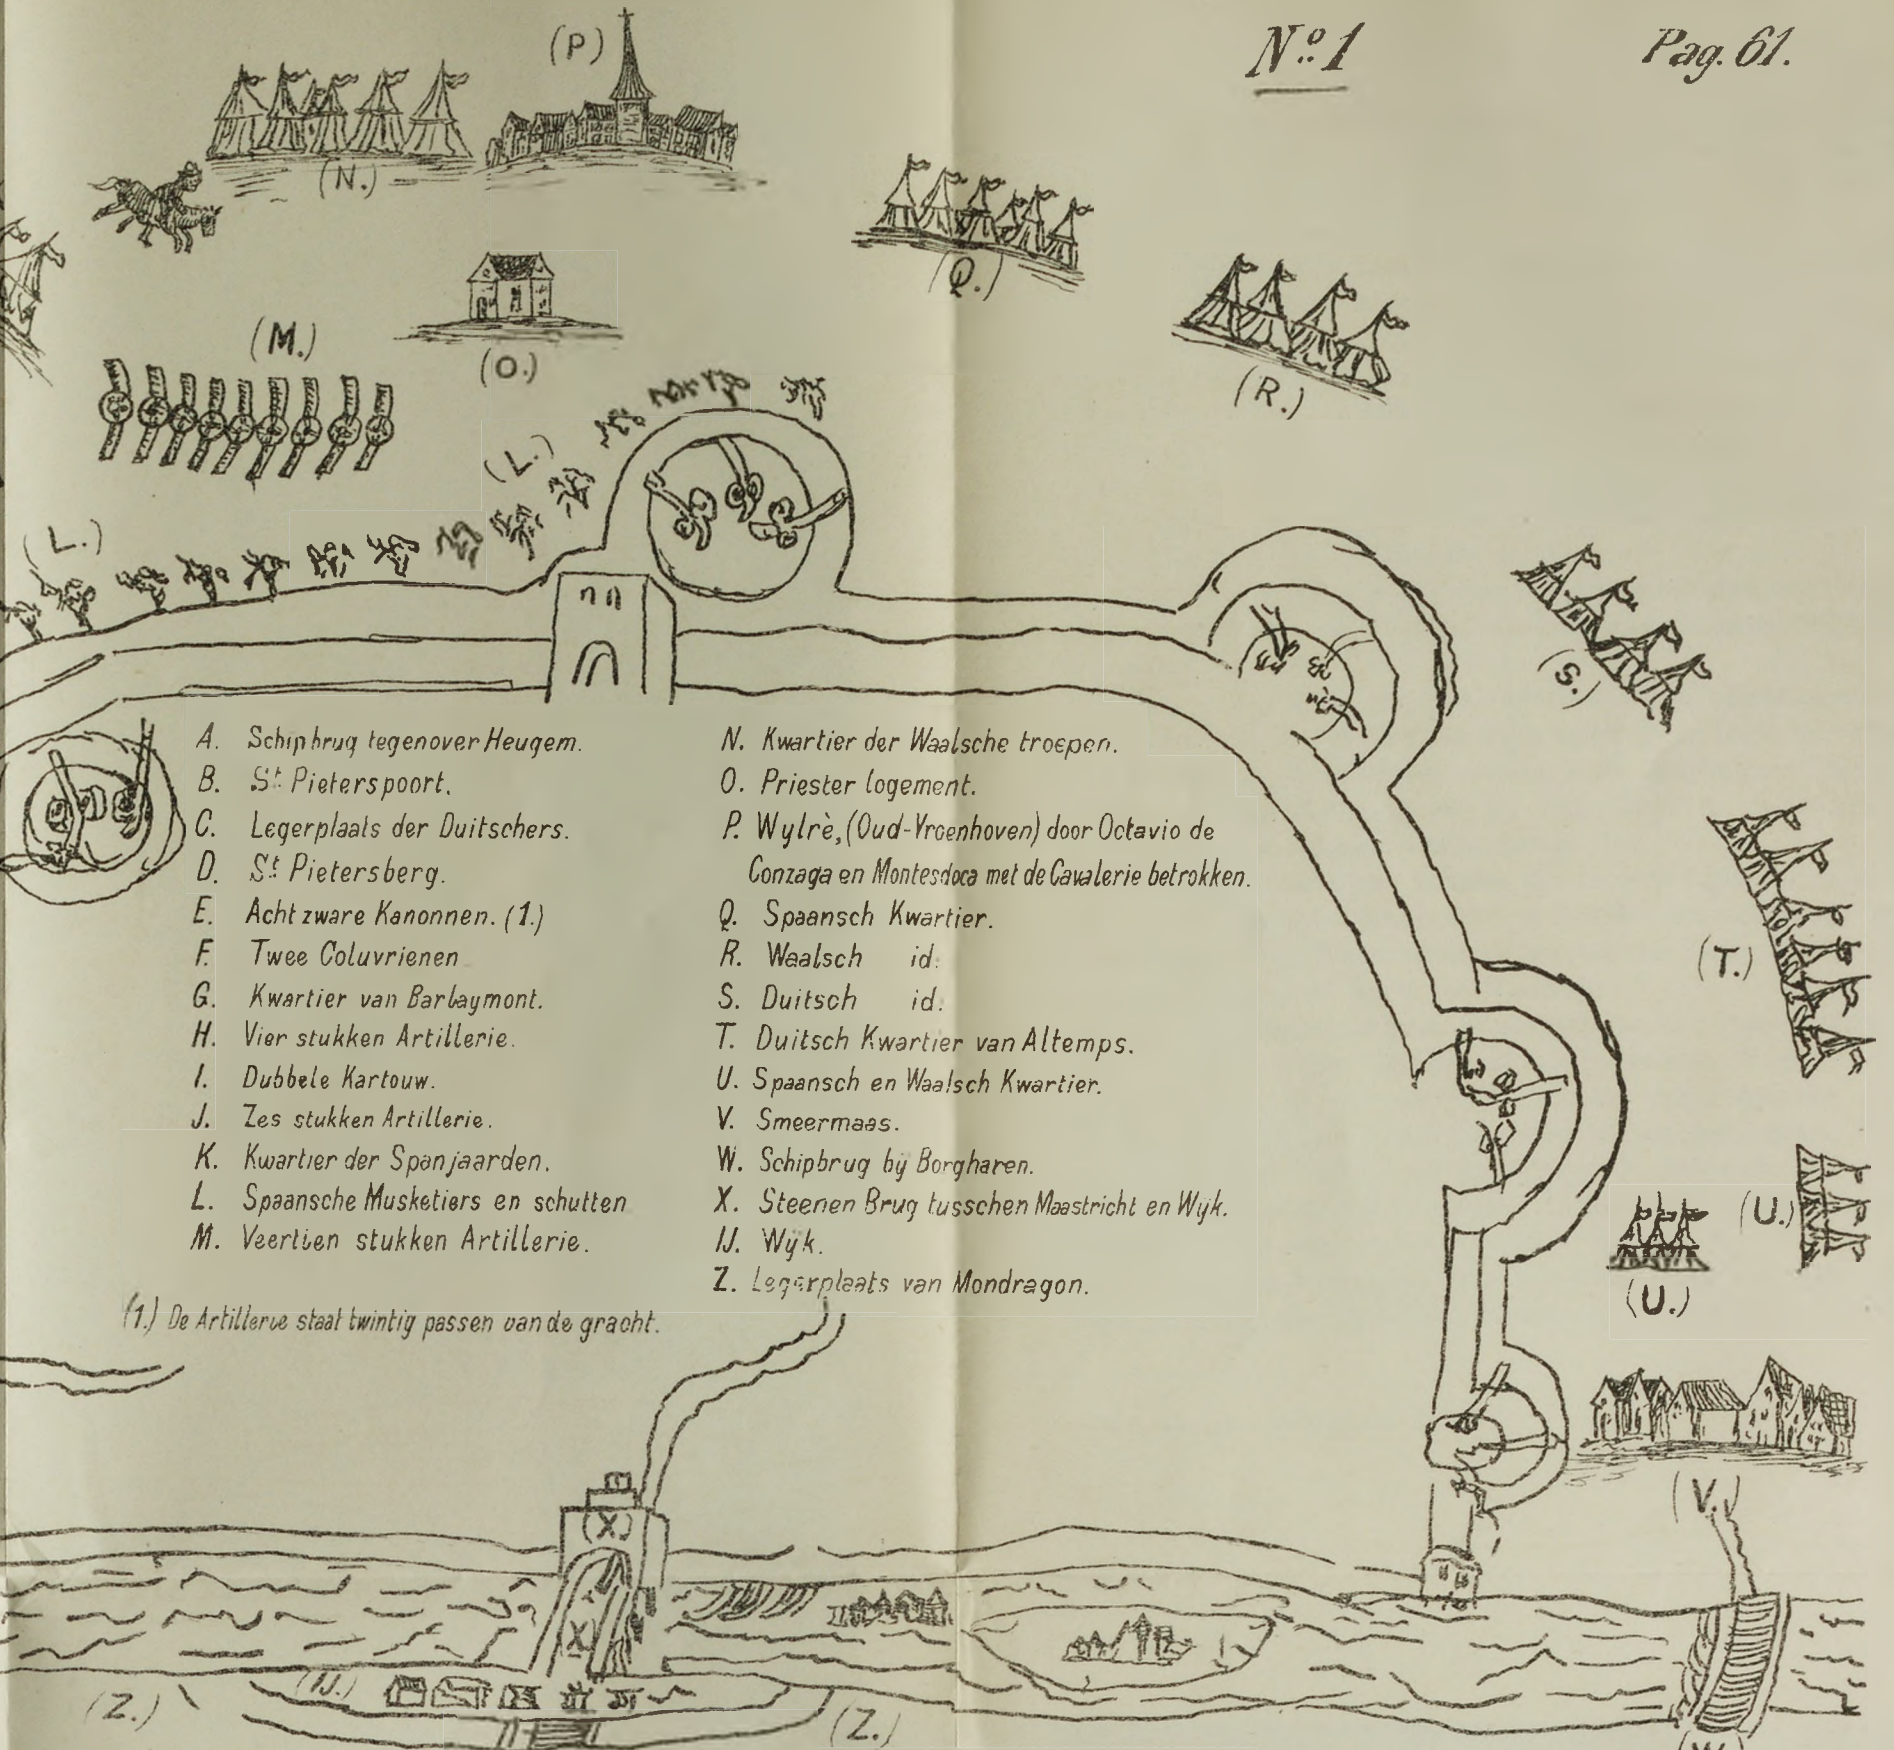 Nº 1
Pag. 61.
(P)
(N.)
(Q.)
(O.)
(R.)
(M.)
(L.)
(L.)
(S.)
(T.)
(U.)
(U.)
(V.)
A. Schipbrug tegenover Heugem.
B. St. Pieterspoort.
C. Legerplaats der Duitschers.
D. St. Pietersberg.
E. Acht zware Kanonnen. (1.)
F. Twee Coluvrienen
G. Kwartier van Barlaymont.
H. Vier stukken Artillerie.
I. Dubbele Kartouw.
J. Zes stukken Artillerie.
K. Kwartier der Spanjaarden.
L. Spaansche Musketiers en schutten
M. Veertien stukken Artillerie.
(1.) De Artillerie staat twintig passen van de gracht.
N. Kwartier der Waalsche troepen.
O. Priester logement.
P. Wylrè, (Oud-Vroenhoven) door Octavio de
Conzaga en Montesdoca met de Cavalerie betrokken.
Q. Spaansch Kwartier.
R. Waalsch id:
S. Duitsch id:
T. Duitsch Kwartier van Altemps.
U. Spaansch en Waalsch Kwartier.
V. Smeermaas.
W. Schipbrug bij Borgharen.
X. Steenen Brug tusschen Maastricht en Wijk.
IJ. Wijk.
Z. Legerplaats van Mondragon.
(X)
X
(IJ.)
(Z.)
(Z.)
(W.)